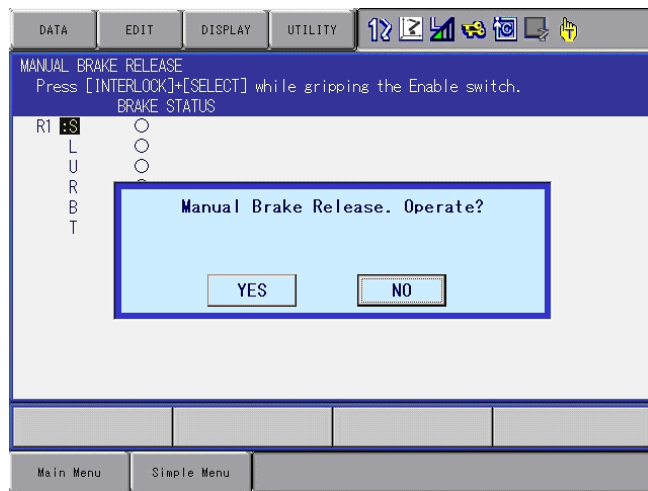 DATA EDIT DISPLAY UTILITY
MANUAL BRAKE RELEASE
Press [INTERLOCK]+[SELECT] while gripping the Enable switch.
BRAKE STATUS
R1 :S
L
U
R
B
T
Manual Brake Release. Operate?
YES NO
Main Menu Simple Menu